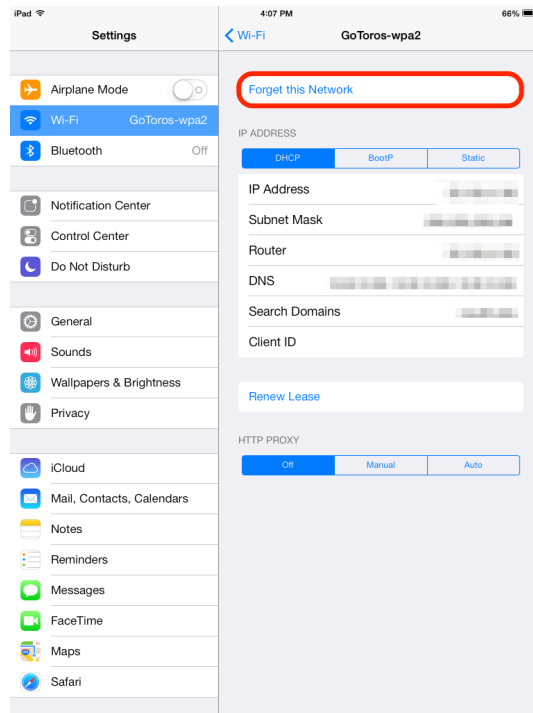 iPad 4:07 PM 66%
Settings
Wi-Fi GoToros-wpa2
Airplane Mode
Wi-Fi GoToros-wpa2
Bluetooth Off
Notification Center
Control Center
Do Not Disturb
General
Sounds
Wallpapers & Brightness
Privacy
iCloud
Mail, Contacts, Calendars
Notes
Reminders
Messages
FaceTime
Maps
Safari
Forget this Network
IP ADDRESS
DHCP BootP Static
IP Address
Subnet Mask
Router
DNS
Search Domains
Client ID
Renew Lease
HTTP PROXY
Off Manual Auto